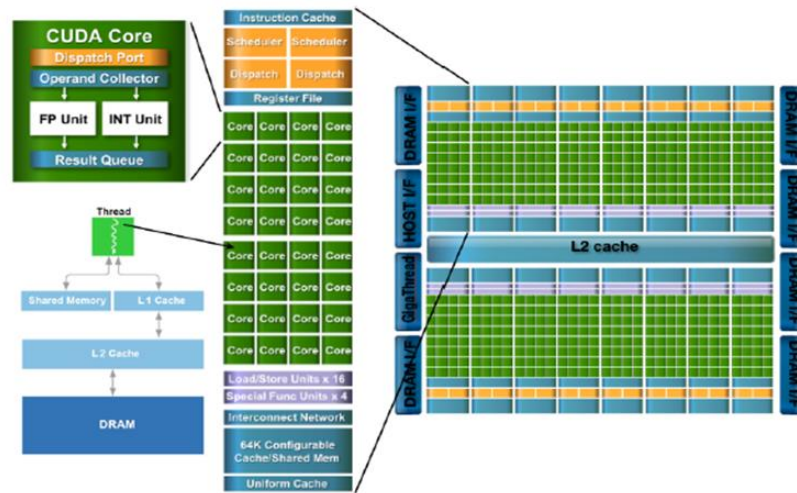 CUDA Core
Dispatch Port
Operand Collector
FP Unit
INT Unit
Result Queue
Thread
Shared Memory
L1 Cache
L2 Cache
DRAM
Instruction Cache
Scheduler Scheduler
Dispatch Dispatch
Register File
Core Core Core Core
Core Core Core Core
Core Core Core Core
Core Core Core Core
Core Core Core Core
Core Core Core Core
Core Core Core Core
Core Core Core Core
Load/Store Units x 16
Special Func Units x 4
Interconnect Network
64K Configurable
Cache/Shared Mem
Uniform Cache
DRAM I/F
HOST I/F
GigaThread
DRAM I/F
L2 cache
DRAM I/F
DRAM I/F
DRAM I/F
DRAM I/F